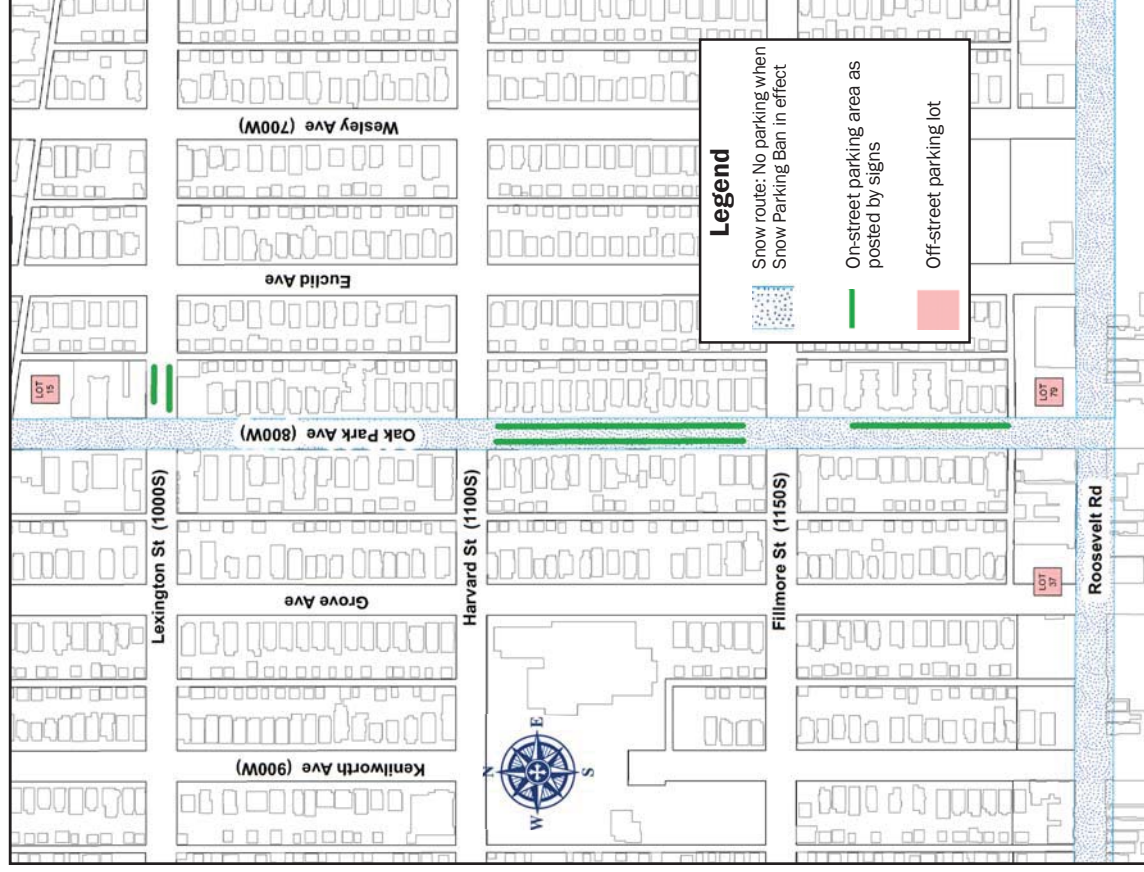 Wesley Ave (700W)
Euclid Ave
Oak Park Ave (800W)
Grove Ave
Kenilworth Ave (900W)
Lexington St (1000S)
Harvard St (1100S)
Fillmore St (1150S)
Roosevelt Rd
LOT
15
LOT
79
LOT
37
N
E
S
W
Legend
Snow route: No parking when
Snow Parking Ban in effect
On-street parking area as
posted by signs
Off-street parking lot